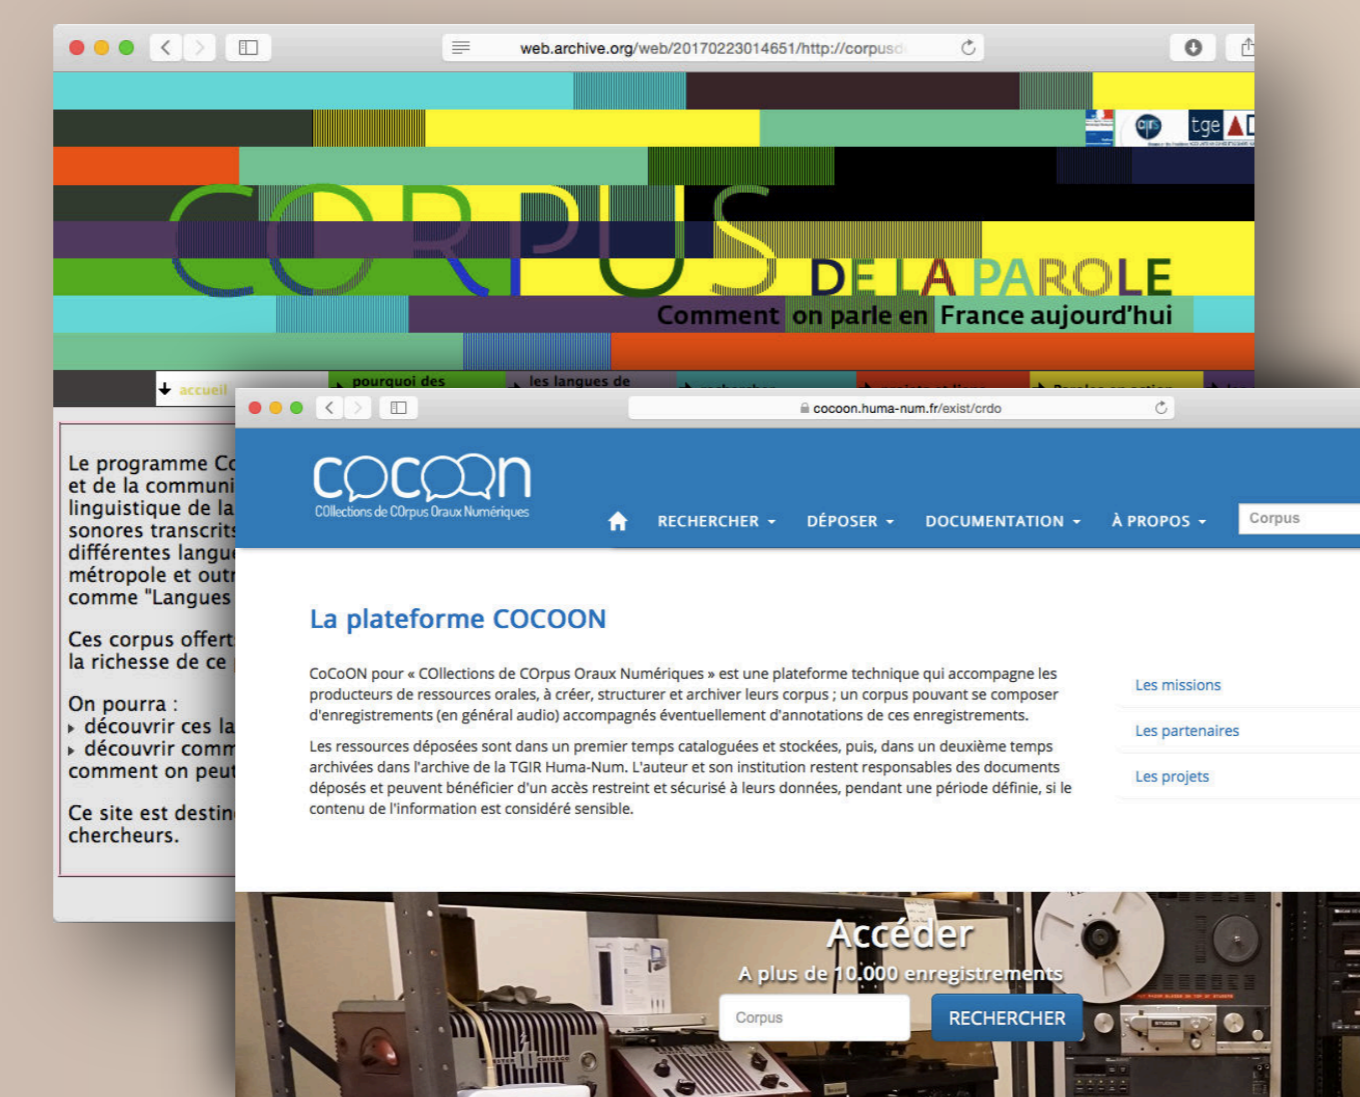 web.archive.org/web/20170223014651/http://corpusd
cnrs
tge AD
CORPUS
DE LA PAROLE
Comment on parle en France aujourd'hui
accueil
pourquoi des
les langues de
Le programme Co
et de la communi
linguistique de la
sonores transcrits
différentes langue
métropole et outr
comme "Langues
Ces corpus offerts
la richesse de ce
On pourra :
découvrir ces la
découvrir comm
comment on peut
Ce site est destin
chercheurs.
cocoon.huma-num.fr/exist/crdo
cocoon
COllections de COrpus Oraux Numériques
RECHERCHER
DÉPOSER
DOCUMENTATION
À PROPOS
Corpus
La plateforme COCOON
CoCoON pour « COllections de COrpus Oraux Numériques » est une plateforme technique qui accompagne les
producteurs de ressources orales, à créer, structurer et archiver leurs corpus ; un corpus pouvant se composer
d'enregistrements (en général audio) accompagnés éventuellement d'annotations de ces enregistrements.
Les ressources déposées sont dans un premier temps cataloguées et stockées, puis, dans un deuxième temps
archivées dans l'archive de la TGIR Huma-Num. L'auteur et son institution restent responsables des documents
déposés et peuvent bénéficier d'un accès restreint et sécurisé à leurs données, pendant une période définie, si le
contenu de l'information est considéré sensible.
Les missions
Les partenaires
Les projets
Accéder
A plus de 10.000 enregistrements
Corpus
RECHERCHER
STUDER
CHICAGO